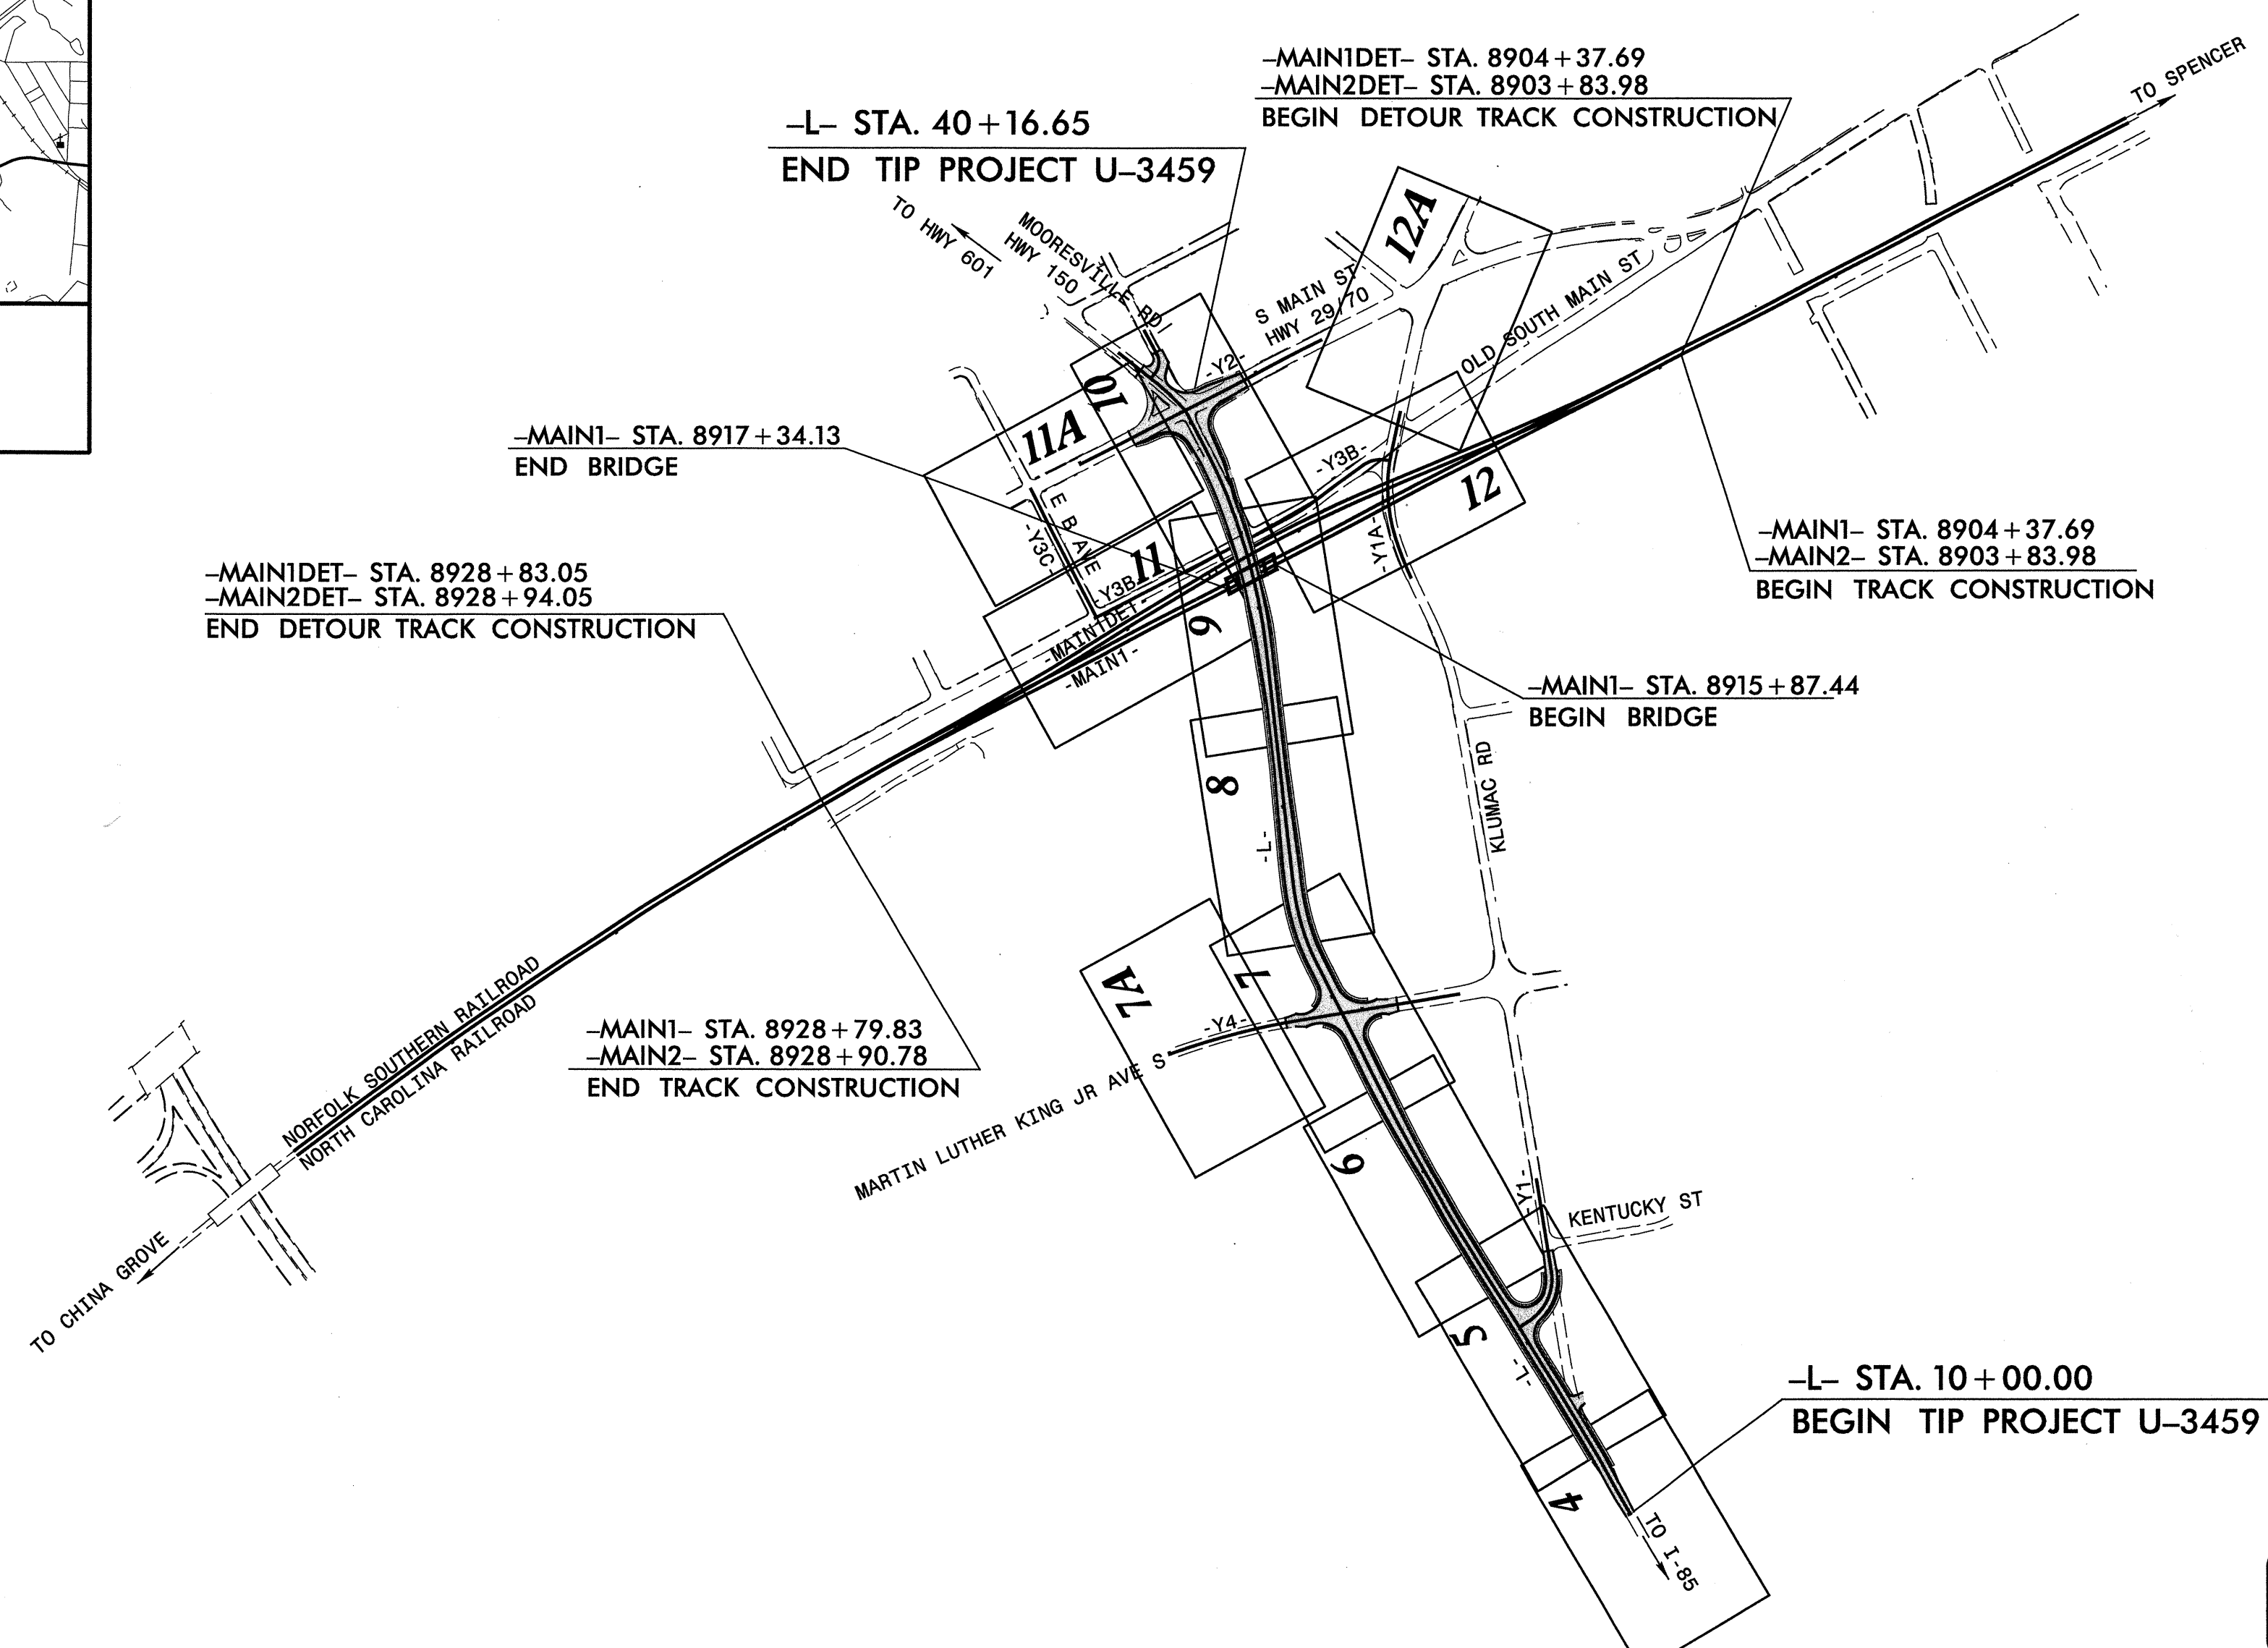 –MAIN1DET– STA. 8904+37.69
–MAIN2DET– STA. 8903+83.98
BEGIN DETOUR TRACK CONSTRUCTION
TO SPENCER
–L– STA. 40+16.65
END TIP PROJECT U–3459
TO HWY 601
MOORESVILLE RD
HWY 150
12A
S MAIN ST
HWY 29/70
OLD SOUTH MAIN ST
-Y2-
10
11A
–MAIN1– STA. 8917+34.13
END BRIDGE
-Y3B-
12
E B AVE
-Y3C-
11
-Y1A-
–MAIN1– STA. 8904+37.69
–MAIN2– STA. 8903+83.98
BEGIN TRACK CONSTRUCTION
–MAIN1DET– STA. 8928+83.05
–MAIN2DET– STA. 8928+94.05
END DETOUR TRACK CONSTRUCTION
-Y3B-
-MAIN1DET-
-MAIN1-
9
–MAIN1– STA. 8915+87.44
BEGIN BRIDGE
8
KLUMAC RD
-L-
7A
7
NORFOLK SOUTHERN RAILROAD
NORTH CAROLINA RAILROAD
–MAIN1– STA. 8928+79.83
–MAIN2– STA. 8928+90.78
END TRACK CONSTRUCTION
-Y4-
MARTIN LUTHER KING JR AVE S
6
-Y1-
KENTUCKY ST
TO CHINA GROVE
5
-L-
–L– STA. 10+00.00
BEGIN TIP PROJECT U–3459
4
TO I-85